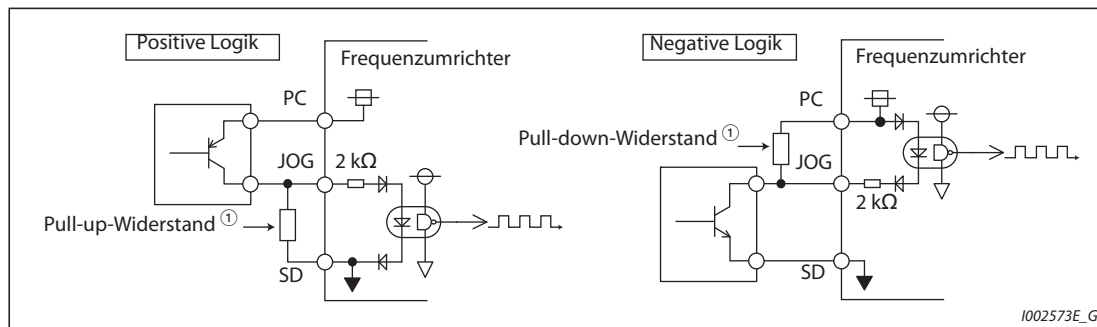 Positive Logik
Frequenzumrichter
PC
JOG
2 kΩ
Pull-up-Widerstand ①
SD
Negative Logik
Frequenzumrichter
PC
Pull-down-Widerstand ①
JOG
2 kΩ
SD
I002573E_G